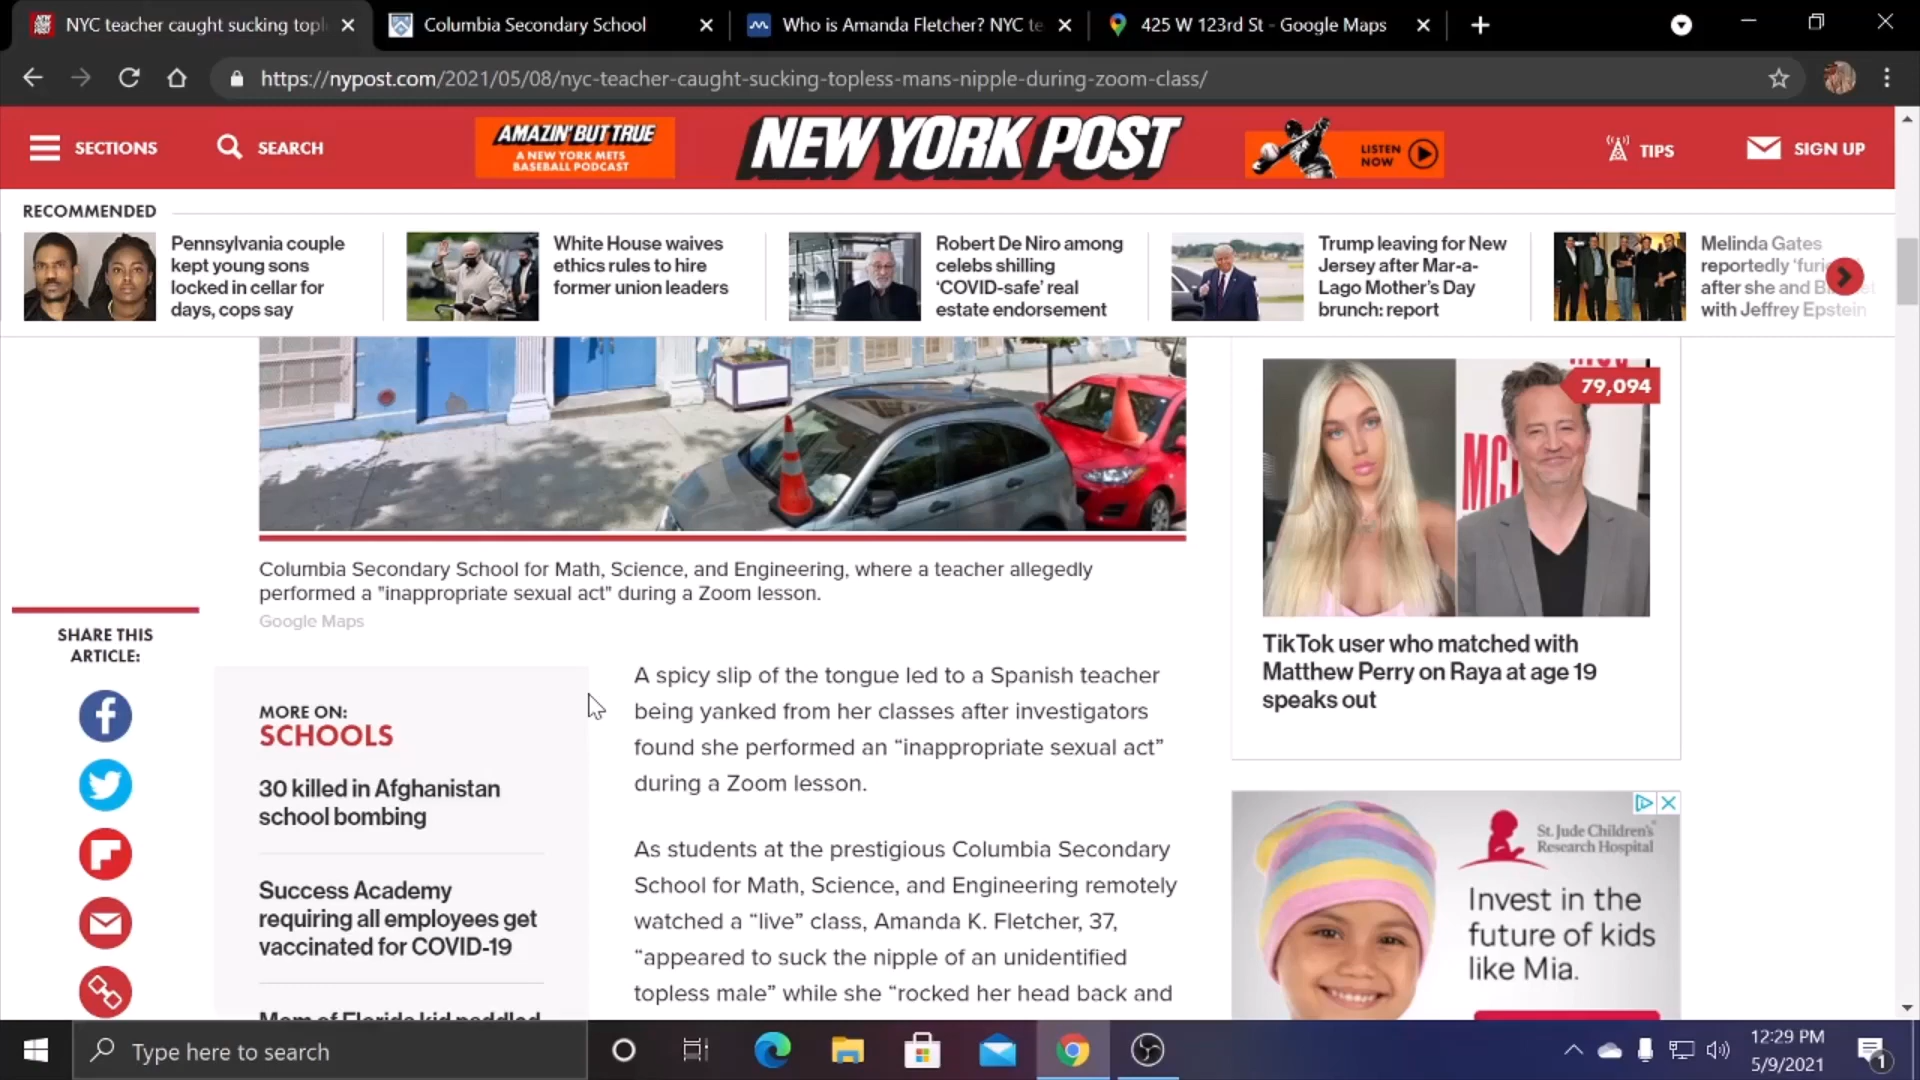 NYC teacher caught sucking topl
Columbia Secondary School
Who is Amanda Fletcher? NYC te
425 W 123rd St - Google Maps
https://nypost.com/2021/05/08/nyc-teacher-caught-sucking-topless-mans-nipple-during-zoom-class/
SECTIONS
SEARCH
AMAZIN' BUT TRUE
A NEW YORK METS
BASEBALL PODCAST
NEW YORK POST
LISTEN
NOW
TIPS
SIGN UP
RECOMMENDED
Pennsylvania couple
kept young sons
locked in cellar for
days, cops say
White House waives
ethics rules to hire
former union leaders
Robert De Niro among
celebs shilling
‘COVID-safe’ real
estate endorsement
Trump leaving for New
Jersey after Mar-a-
Lago Mother’s Day
brunch: report
Melinda Gates
reportedly ‘furi
after she and Bi et
with Jeffrey Epstein
79,094
TikTok user who matched with
Matthew Perry on Raya at age 19
speaks out
Columbia Secondary School for Math, Science, and Engineering, where a teacher allegedly
performed a "inappropriate sexual act" during a Zoom lesson.
Google Maps
SHARE THIS
ARTICLE:
MORE ON:
SCHOOLS
30 killed in Afghanistan
school bombing
Success Academy
requiring all employees get
vaccinated for COVID-19
Mom of Florida kid paddled
A spicy slip of the tongue led to a Spanish teacher
being yanked from her classes after investigators
found she performed an “inappropriate sexual act”
during a Zoom lesson.
As students at the prestigious Columbia Secondary
School for Math, Science, and Engineering remotely
watched a “live” class, Amanda K. Fletcher, 37,
“appeared to suck the nipple of an unidentified
topless male” while she “rocked her head back and
St. Jude Children's
Research Hospital
Invest in the
future of kids
like Mia.
Type here to search
12:29 PM
5/9/2021
1